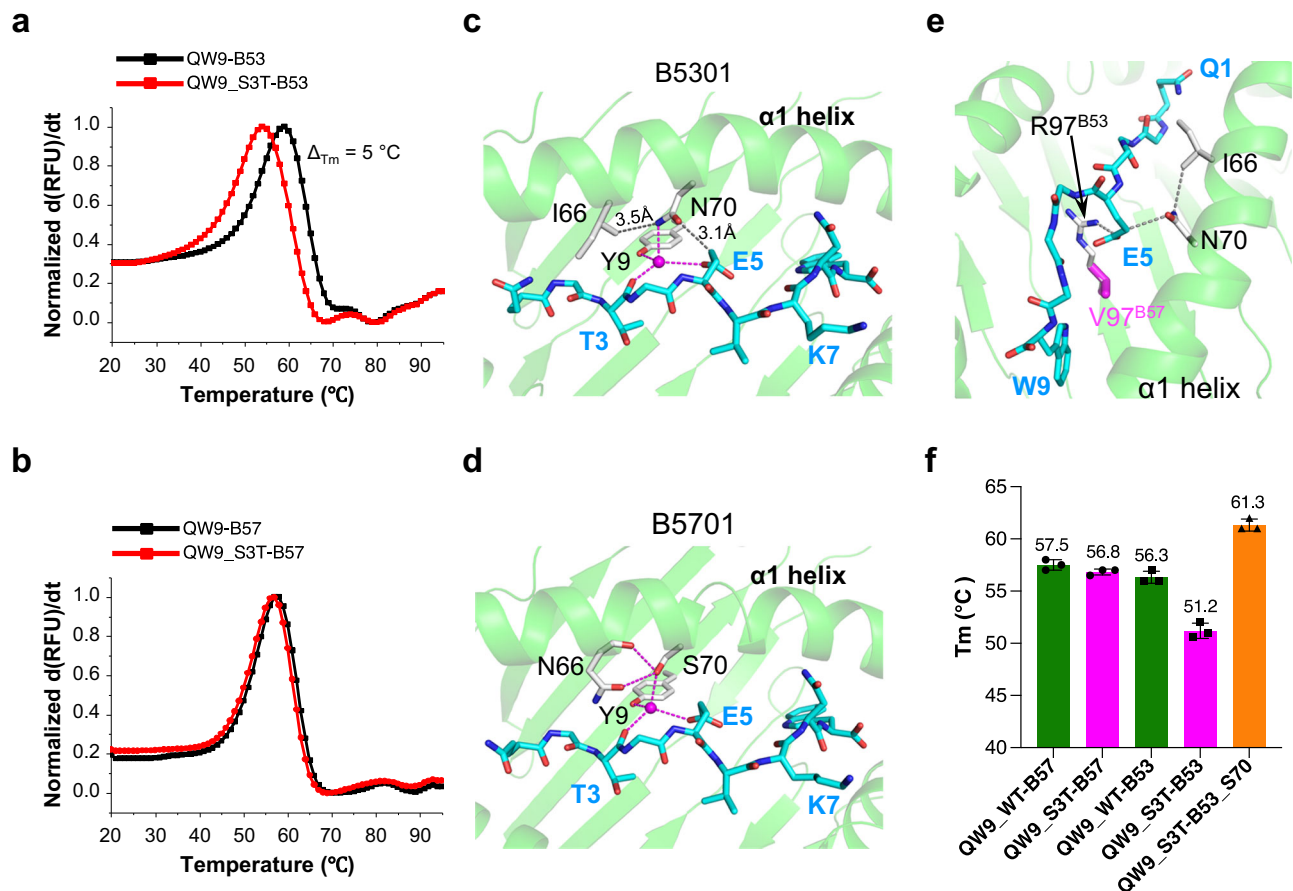 a
QW9-B53
QW9_S3T-B53
Normalized d(RFU)/dt
1.0
0.8
0.6
0.4
0.2
0.0
ΔTm = 5 °C
20 30 40 50 60 70 80 90
Temperature (℃)
b
QW9-B57
QW9_S3T-B57
Normalized d(RFU)/dt
1.0
0.8
0.6
0.4
0.2
0.0
20 30 40 50 60 70 80 90
Temperature (℃)
c
B5301
α1 helix
I66
3.5Å
N70
3.1Å
Y9
E5
T3
K7
d
B5701
α1 helix
N66
S70
Y9
E5
T3
K7
e
Q1
R97B53
I66
E5
N70
V97B57
W9
α1 helix
f
Tm (°C)
65
60
55
50
45
40
57.5
56.8
56.3
51.2
61.3
QW9_WT-B57
QW9_S3T-B57
QW9_WT-B53
QW9_S3T-B53
QW9_S3T-B53_S70